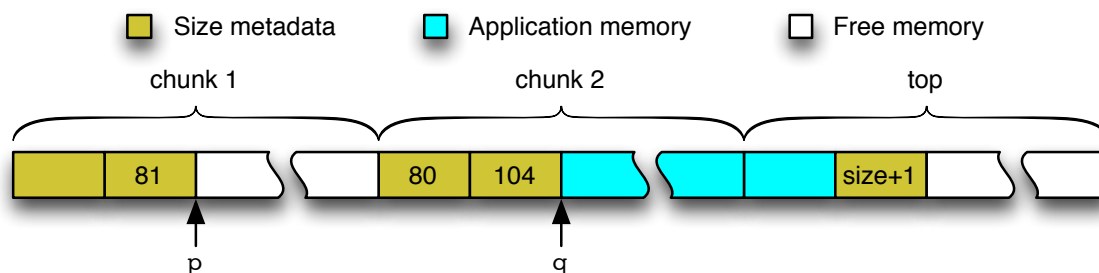 Size metadata Application memory Free memory
chunk 1 chunk 2 top
81 80 104 size+1
p q